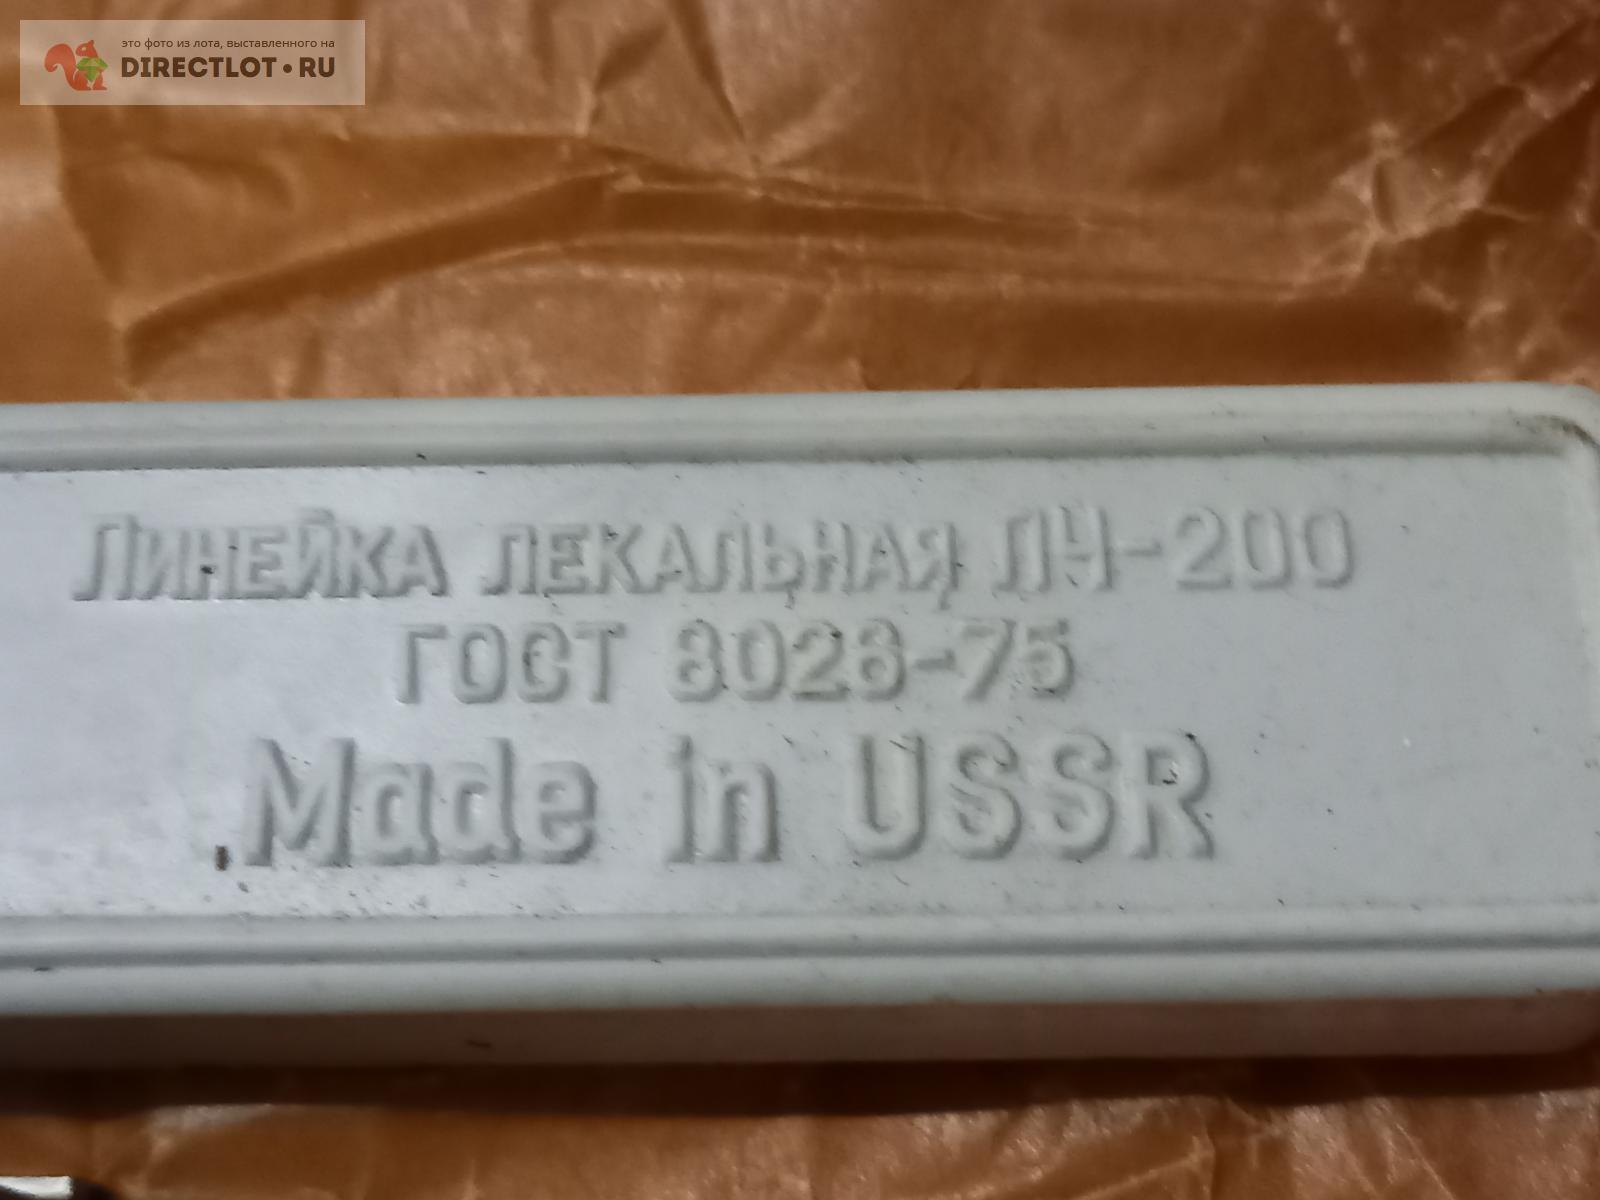 это фото из лота, выставленного на
DIRECTLOT•RU
ЛИНЕЙКА ЛЕКАЛЬНАЯ ЛЧ-200
ГОСТ 8026-75
Made in USSR